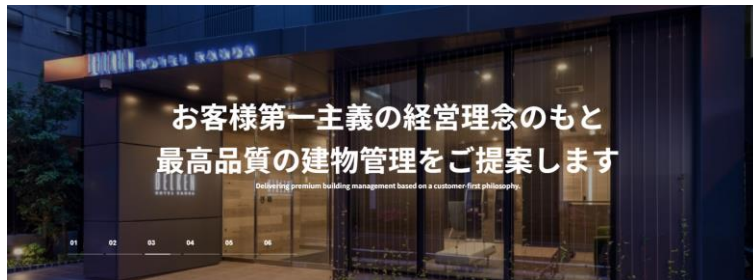 お客様第一主義の経営理念のもと
最高品質の建物管理をご提案します
Delivering premium building management based on a customer-first philosophy.
01 02 03 04 05 06